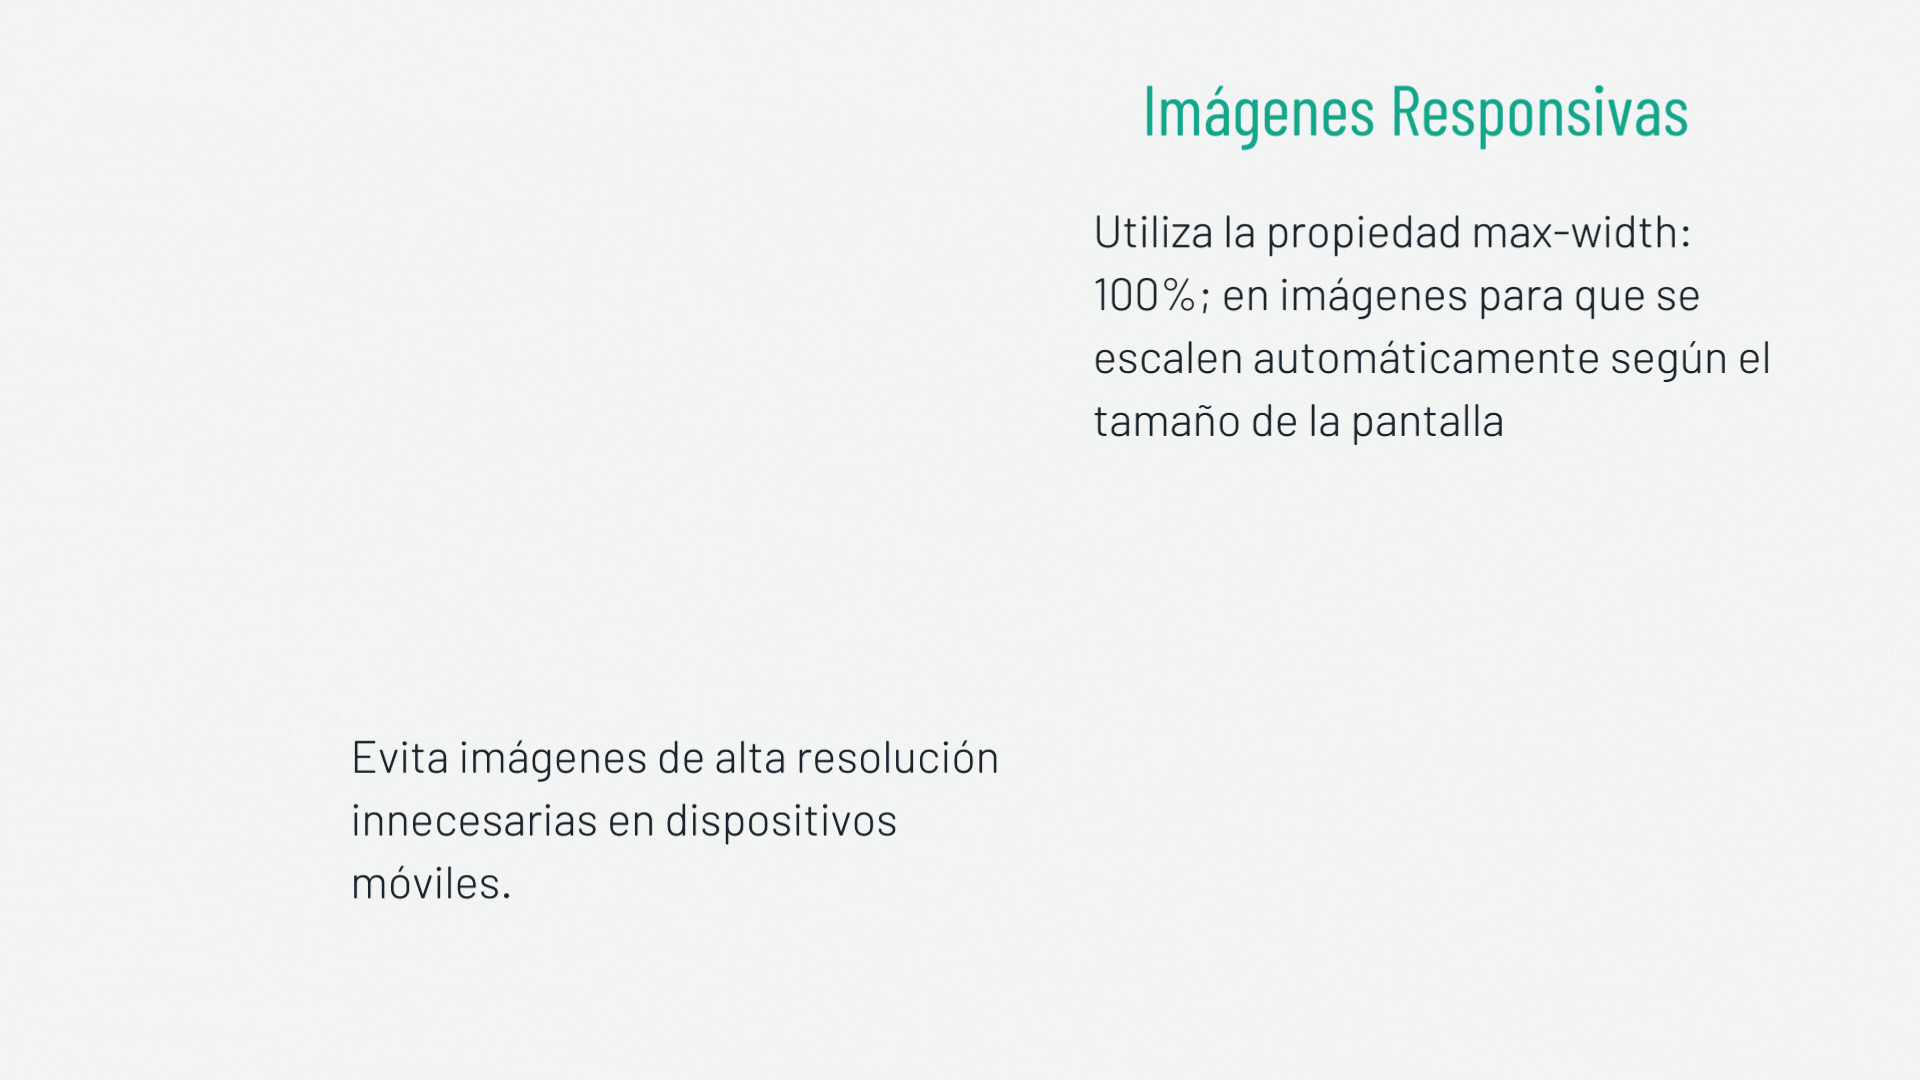 Imágenes Responsivas
Utiliza la propiedad max-width:
100%; en imágenes para que se
escalen automáticamente según el
tamaño de la pantalla
Evita imágenes de alta resolución
innecesarias en dispositivos
móviles.